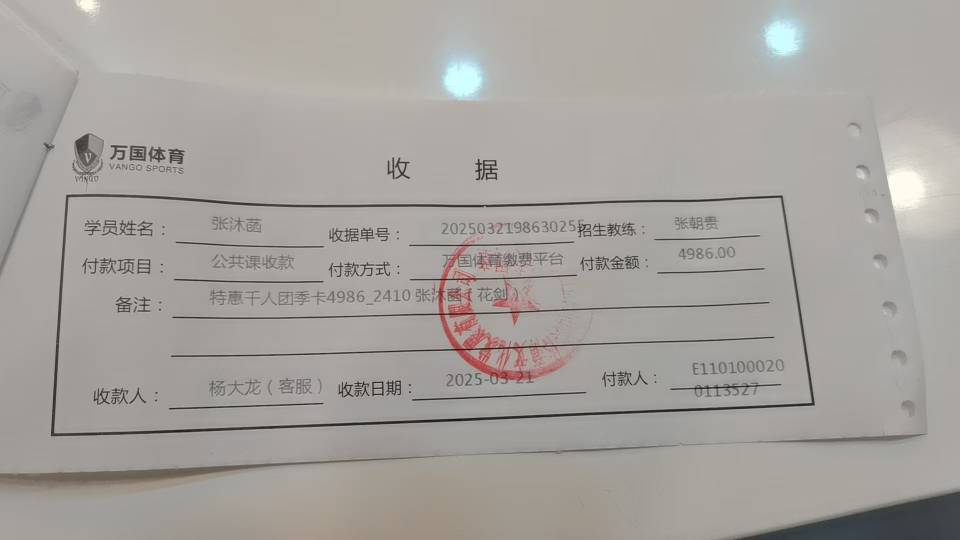 万国体育
VANGO SPORTS
VANGO
收 据
学员姓名： 张沐菡 收据单号： 2025032198630255 招生教练： 张朝贵
付款项目： 公共课收款 付款方式： 万国体育缴费平台 付款金额： 4986.00
备注： 特惠千人团季卡4986_2410 张沐菡（花剑）
收款人： 杨大龙（客服） 收款日期： 2025-03-21 付款人： E110100020
0113527